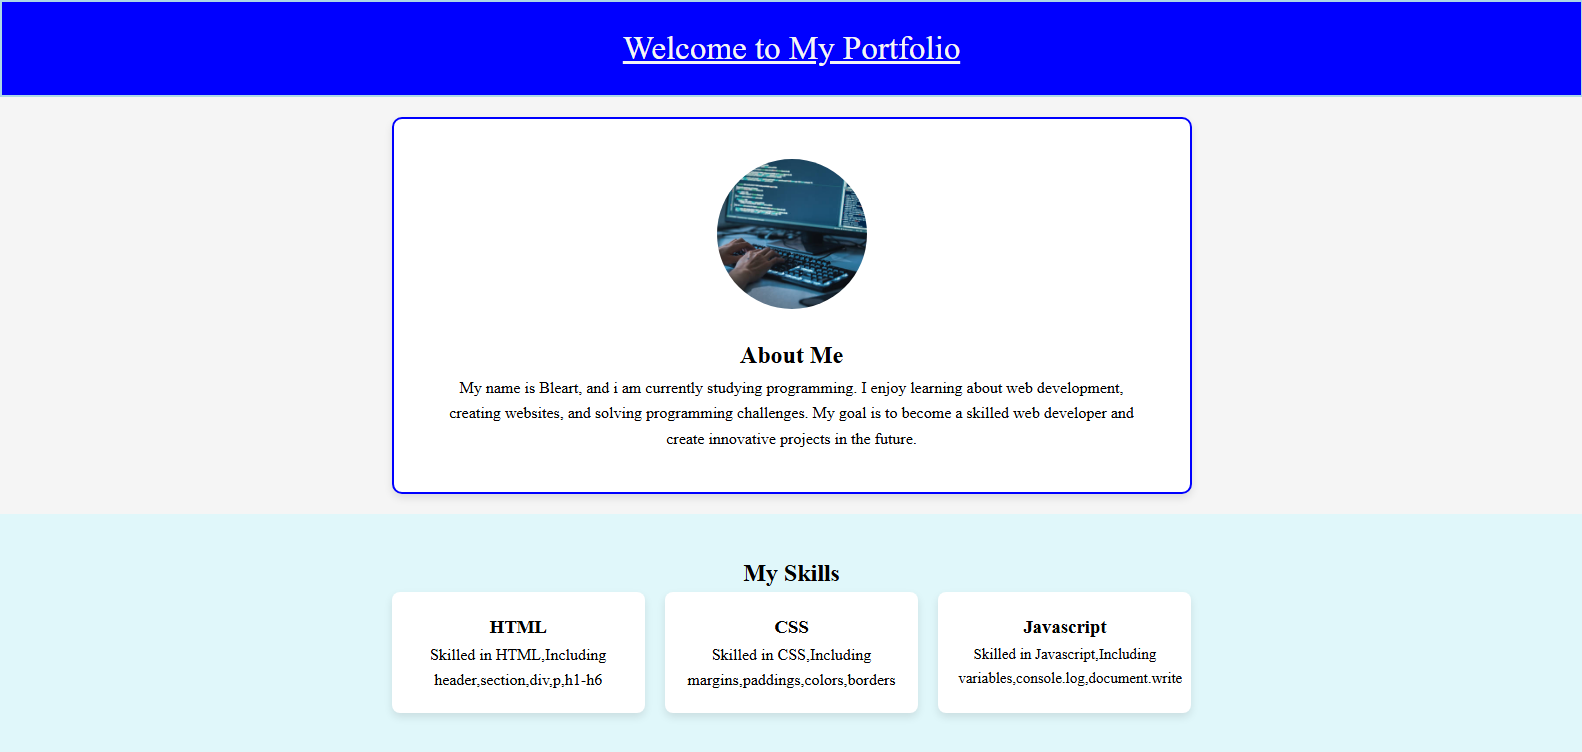 Welcome to My Portfolio
About Me
My name is Bleart, and i am currently studying programming. I enjoy learning about web development,
creating websites, and solving programming challenges. My goal is to become a skilled web developer and
create innovative projects in the future.
My Skills
HTML
Skilled in HTML,Including
header,section,div,p,h1-h6
CSS
Skilled in CSS,Including
margins,paddings,colors,borders
Javascript
Skilled in Javascript,Including
variables,console.log,document.write